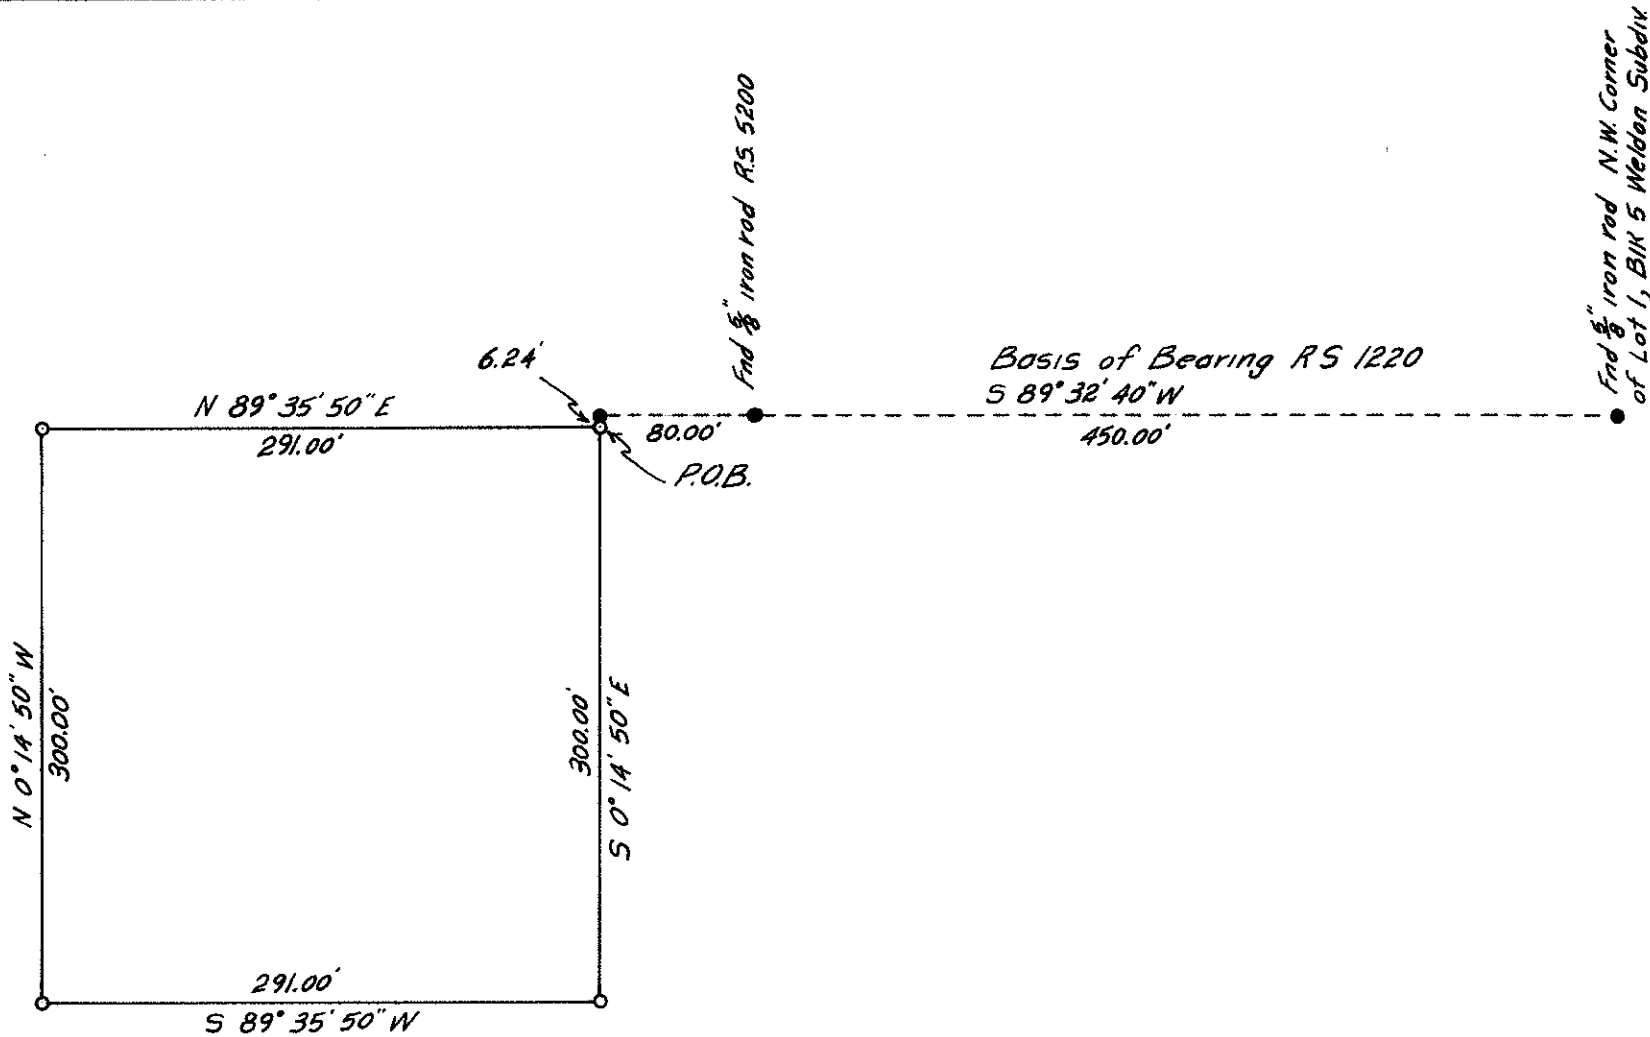 Fnd 5/8" iron rod R.S. 5200
Fnd 5/8" iron rod N.W. Corner
of Lot 1, Blk 5 Weldon Subdiv.
6.24'
Basis of Bearing RS 1220
S 89° 32' 40" W
N 89° 35' 50" E
291.00'
80.00'
450.00'
P.O.B.
N 0° 14' 50" W
300.00'
300.00'
S 0° 14' 50" E
291.00'
S 89° 35' 50" W